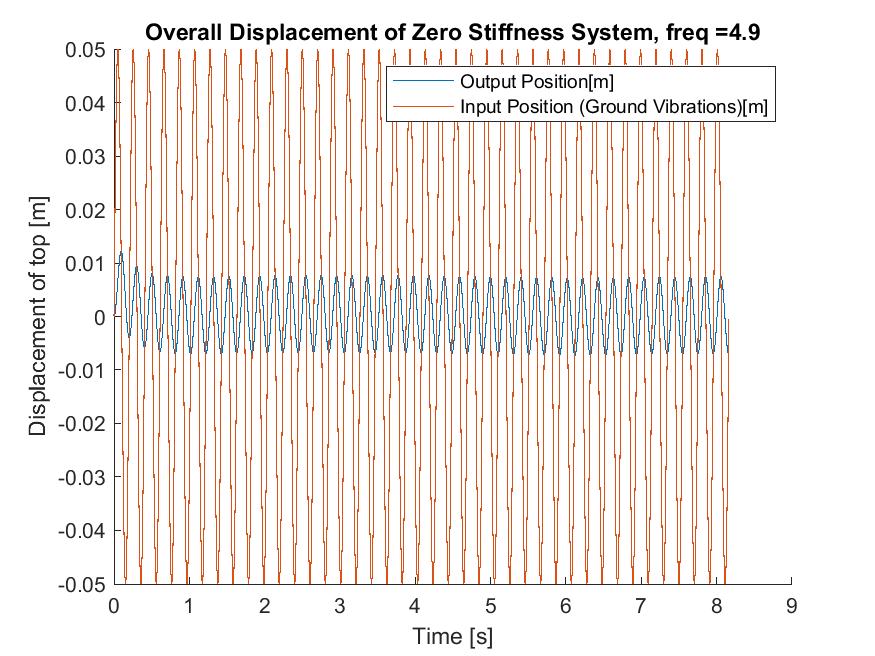 Overall Displacement of Zero Stiffness System, freq =4.9
0.05
Output Position[m]
0.04
Input Position (Ground Vibrations)[m]
0.03
0.02
0.01
0
-0.01
-0.02
-0.03
-0.04
-0.05
Displacement of top [m]
0 1 2 3 4 5 6 7 8 9
Time [s]